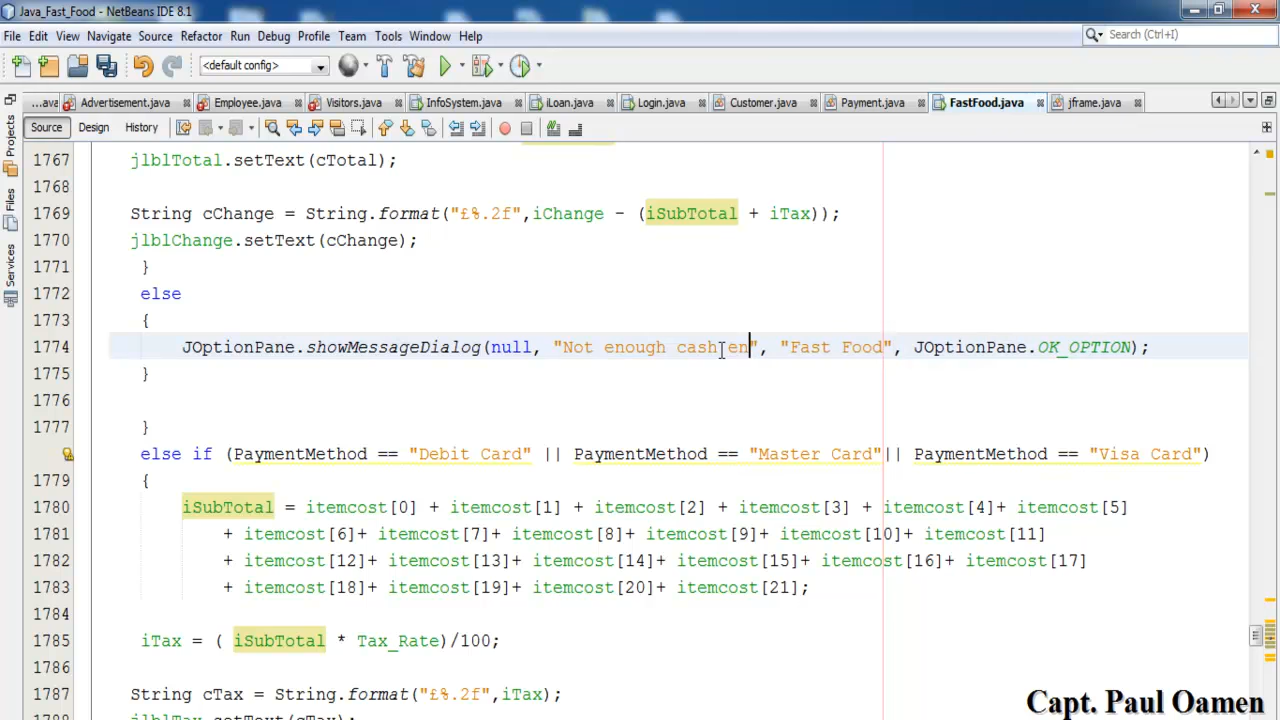 Java_Fast_Food - NetBeans IDE 8.1
File Edit View Navigate Source Refactor Run Debug Profile Team Tools Window Help
Search (Ctrl+I)
<default config>
...ava Advertisement.java Employee.java Visitors.java InfoSystem.java iLoan.java Login.java Customer.java Payment.java FastFood.java jframe.java
Source Design History
Projects
Files
Services
1767 jlblTotal.setText(cTotal);
1768
1769 String cChange = String.format("£%.2f",iChange - (iSubTotal + iTax));
1770 jlblChange.setText(cChange);
1771 }
1772 else
1773 {
1774 JOptionPane.showMessageDialog(null, "Not enough cash en", "Fast Food", JOptionPane.OK_OPTION);
1775 }
1776
1777 }
else if (PaymentMethod == "Debit Card" || PaymentMethod == "Master Card"|| PaymentMethod == "Visa Card")
1779 {
1780 iSubTotal = itemcost[0] + itemcost[1] + itemcost[2] + itemcost[3] + itemcost[4]+ itemcost[5]
1781 + itemcost[6]+ itemcost[7]+ itemcost[8]+ itemcost[9]+ itemcost[10]+ itemcost[11]
1782 + itemcost[12]+ itemcost[13]+ itemcost[14]+ itemcost[15]+ itemcost[16]+ itemcost[17]
1783 + itemcost[18]+ itemcost[19]+ itemcost[20]+ itemcost[21];
1784
1785 iTax = ( iSubTotal * Tax_Rate)/100;
1786
1787 String cTax = String.format("£%.2f",iTax);
1788 jlblTax.setText(cTax);
Capt. Paul Oamen